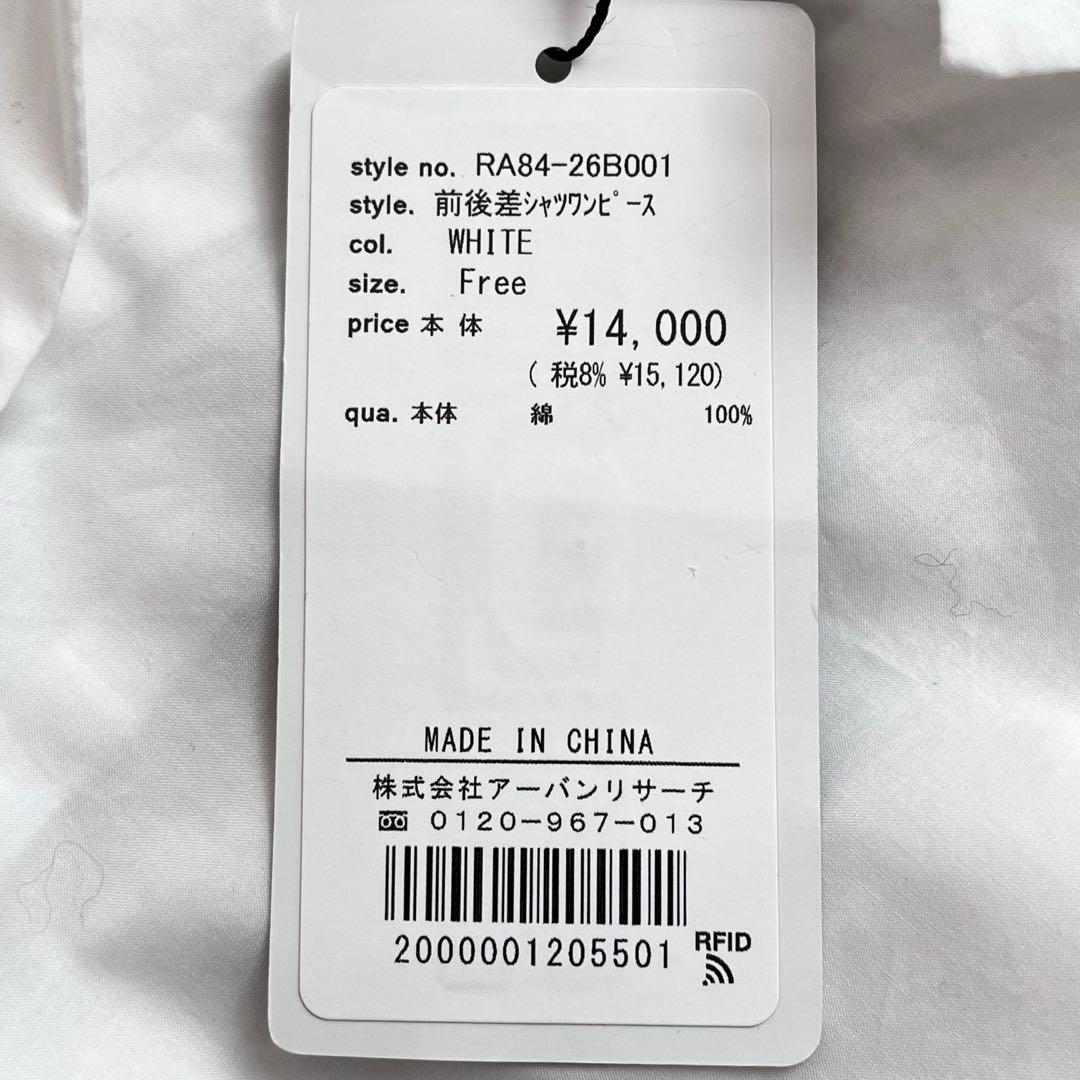 style no. RA84-26B001
style. 前後差ｼｬﾂﾜﾝﾋﾟｰｽ
col. WHITE
size. Free
price 本 体 ¥14,000
( 税8% ¥15,120)
qua. 本体 綿 100%
MADE IN CHINA
株式会社アーバンリサーチ
0120-967-013
2000001205501
RFID